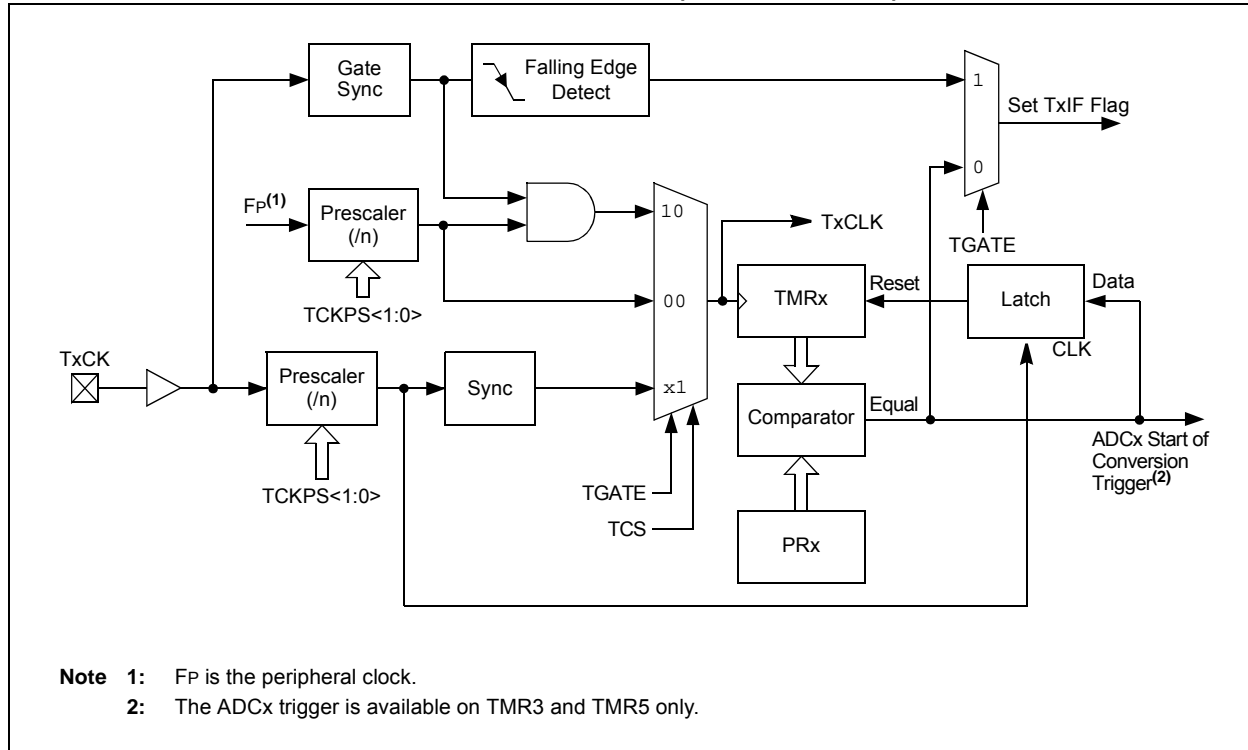 Gate
Sync
Falling Edge
Detect
1
Set TxIF Flag
0
TGATE
FP(1)
Prescaler
(/n)
TCKPS<1:0>
10
00
x1
TxCLK
TMRx
Reset
Latch
Data
CLK
TxCK
Prescaler
(/n)
Sync
TCKPS<1:0>
TGATE
TCS
Comparator
Equal
ADCx Start of
Conversion
Trigger(2)
PRx
Note 1: FP is the peripheral clock.
2: The ADCx trigger is available on TMR3 and TMR5 only.